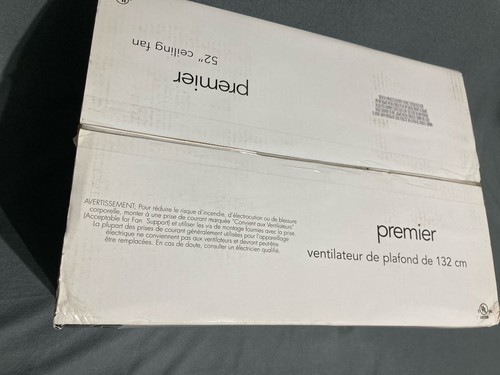 premier
52" ceiling fan
AVERTISSEMENT: Pour réduire le risque d'incendie, d'électrocution ou de blessure
corporelle, monter à une prise de courant marquée "Convient aux Ventilateurs"
(Acceptable for Fan Support) et utiliser les vis de montage fournies avec la prise.
La plupart des prises de courant généralement utilisées pour l'appareillage
électrique ne conviennent pas aux ventilateurs et devront peut-être
être remplacées. En cas de doute, consulter un électricien qualifié.
premier
ventilateur de plafond de 132 cm
UL